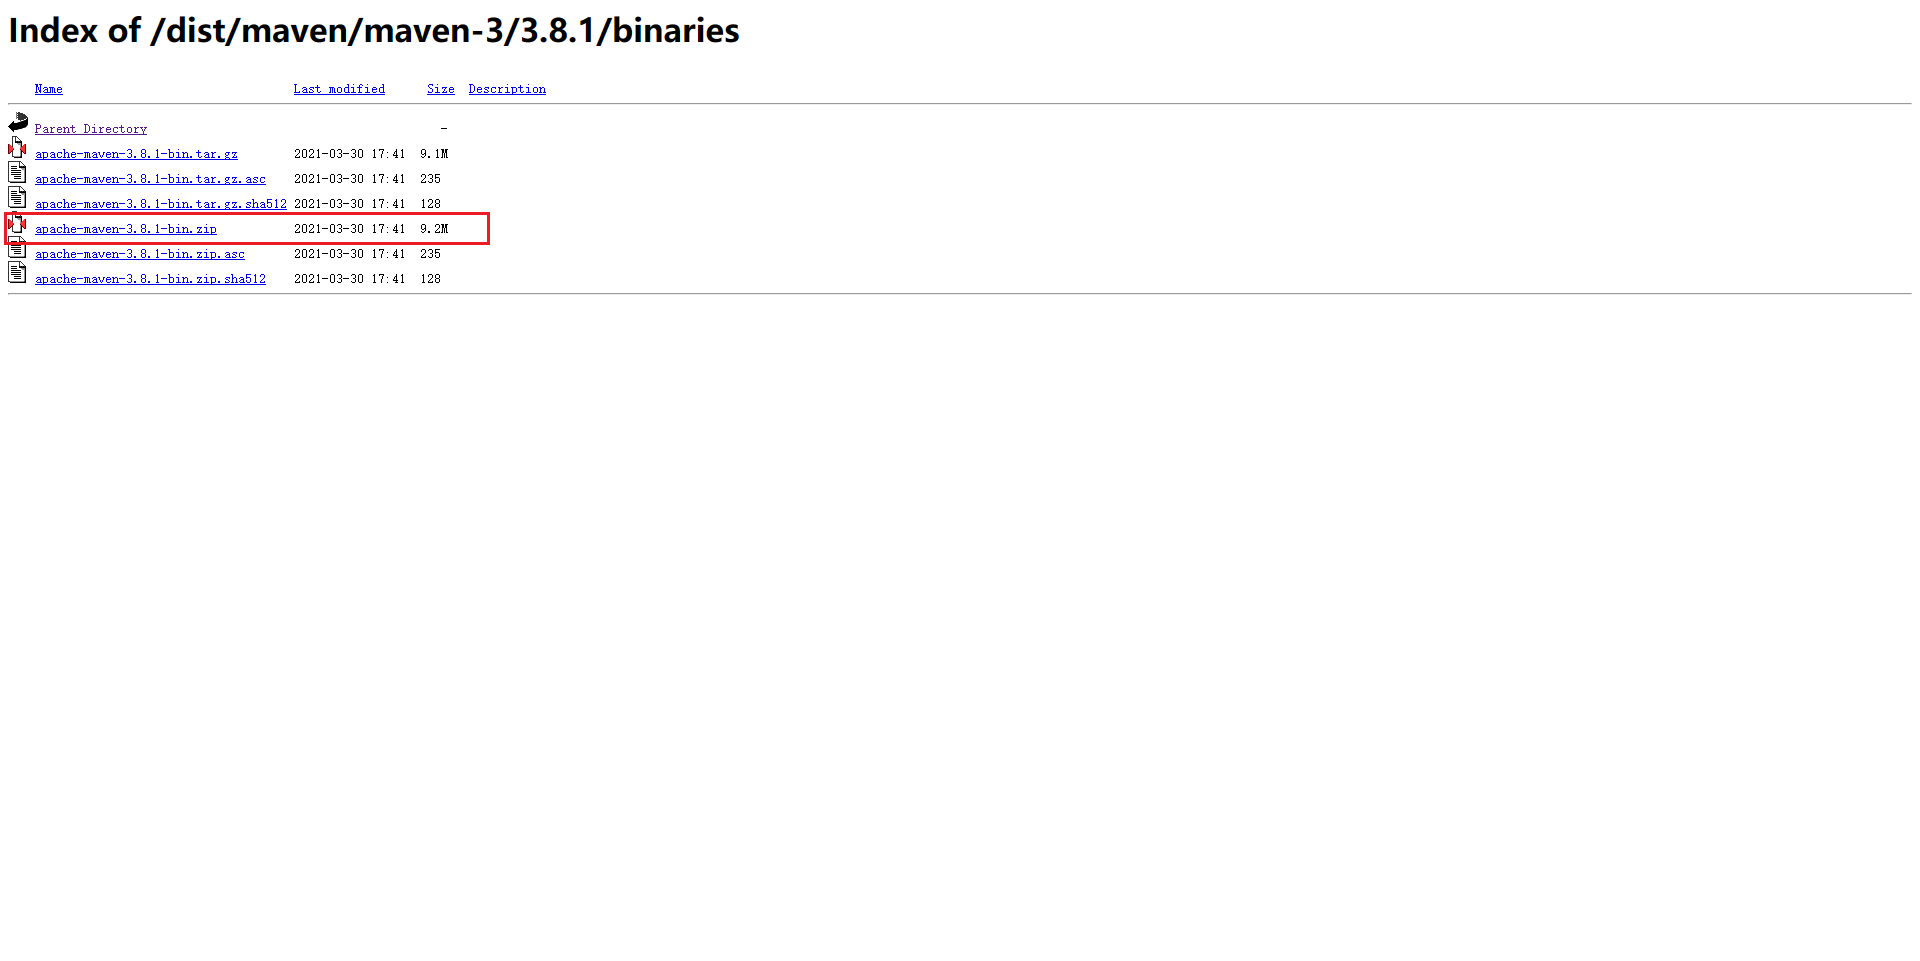 Index of /dist/maven/maven-3/3.8.1/binaries
Name Last modified Size Description
Parent Directory -
apache-maven-3.8.1-bin.tar.gz 2021-03-30 17:41 9.1M
apache-maven-3.8.1-bin.tar.gz.asc 2021-03-30 17:41 235
apache-maven-3.8.1-bin.tar.gz.sha512 2021-03-30 17:41 128
apache-maven-3.8.1-bin.zip 2021-03-30 17:41 9.2M
apache-maven-3.8.1-bin.zip.asc 2021-03-30 17:41 235
apache-maven-3.8.1-bin.zip.sha512 2021-03-30 17:41 128